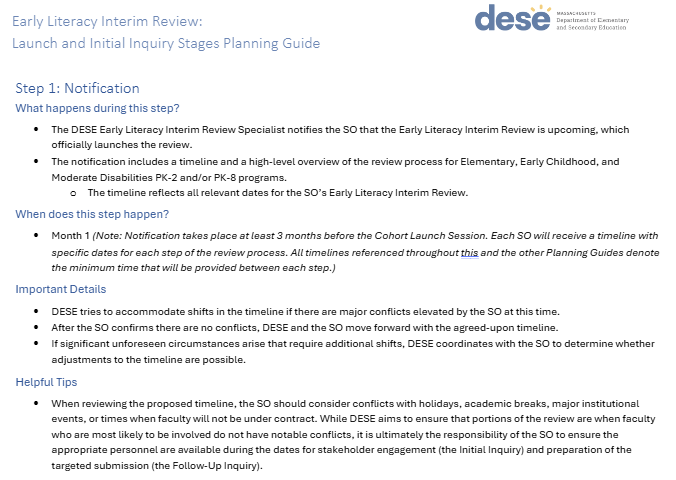 Early Literacy Interim Review:
Launch and Initial Inquiry Stages Planning Guide
dese
MASSACHUSETTS
Department of Elementary
and Secondary Education
Step 1: Notification
What happens during this step?
• The DESE Early Literacy Interim Review Specialist notifies the SO that the Early Literacy Interim Review is upcoming, which
officially launches the review.
• The notification includes a timeline and a high-level overview of the review process for Elementary, Early Childhood, and
Moderate Disabilities PK-2 and/or PK-8 programs.
o The timeline reflects all relevant dates for the SO's Early Literacy Interim Review.
When does this step happen?
• Month 1 (Note: Notification takes place at least 3 months before the Cohort Launch Session. Each SO will receive a timeline with
specific dates for each step of the review process. All timelines referenced throughout this and the other Planning Guides denote
the minimum time that will be provided between each step.)
Important Details
• DESE tries to accommodate shifts in the timeline if there are major conflicts elevated by the SO at this time.
• After the SO confirms there are no conflicts, DESE and the SO move forward with the agreed-upon timeline.
• If significant unforeseen circumstances arise that require additional shifts, DESE coordinates with the SO to determine whether
adjustments to the timeline are possible.
Helpful Tips
• When reviewing the proposed timeline, the SO should consider conflicts with holidays, academic breaks, major institutional
events, or times when faculty will not be under contract. While DESE aims to ensure that portions of the review are when faculty
who are most likely to be involved do not have notable conflicts, it is ultimately the responsibility of the SO to ensure the
appropriate personnel are available during the dates for stakeholder engagement (the Initial Inquiry) and preparation of the
targeted submission (the Follow-Up Inquiry).